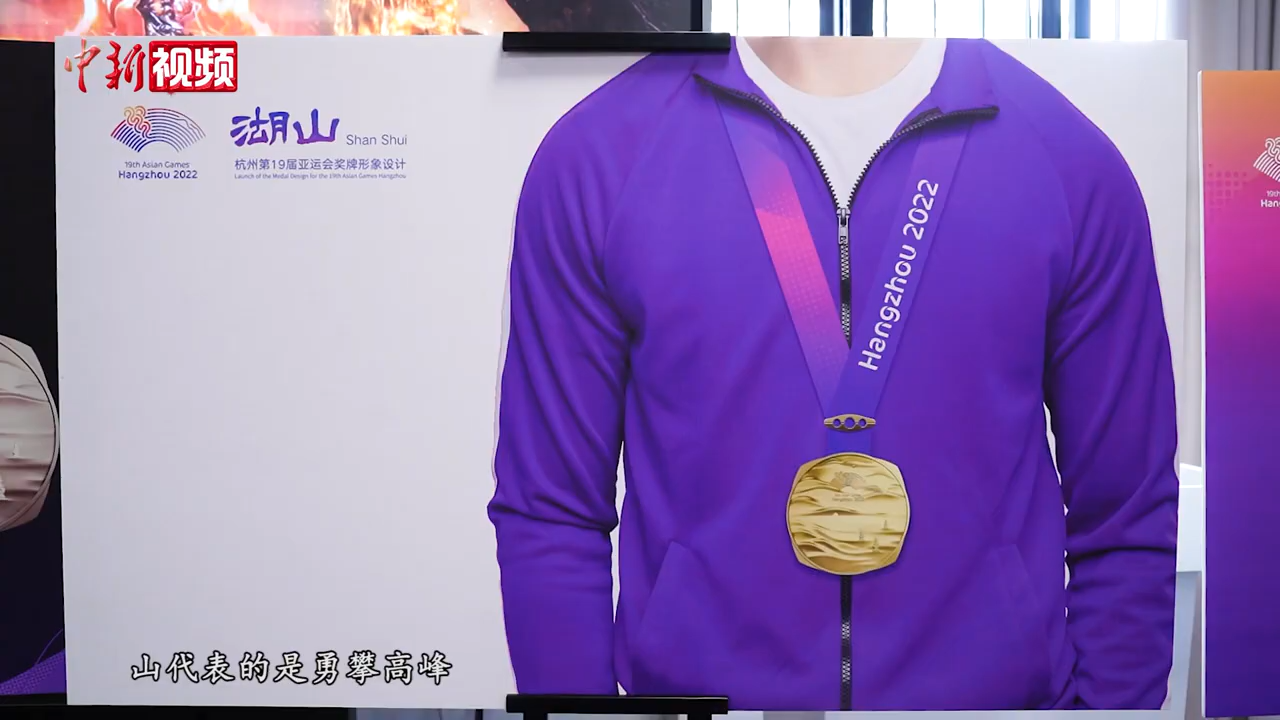 中新视频
湖山 Shan Shui
19th Asian Games
Hangzhou 2022
杭州第19届亚运会奖牌形象设计
Launch of the Medal Design for the 19th Asian Games Hangzhou
Hangzhou 2022
山代表的是勇攀高峰